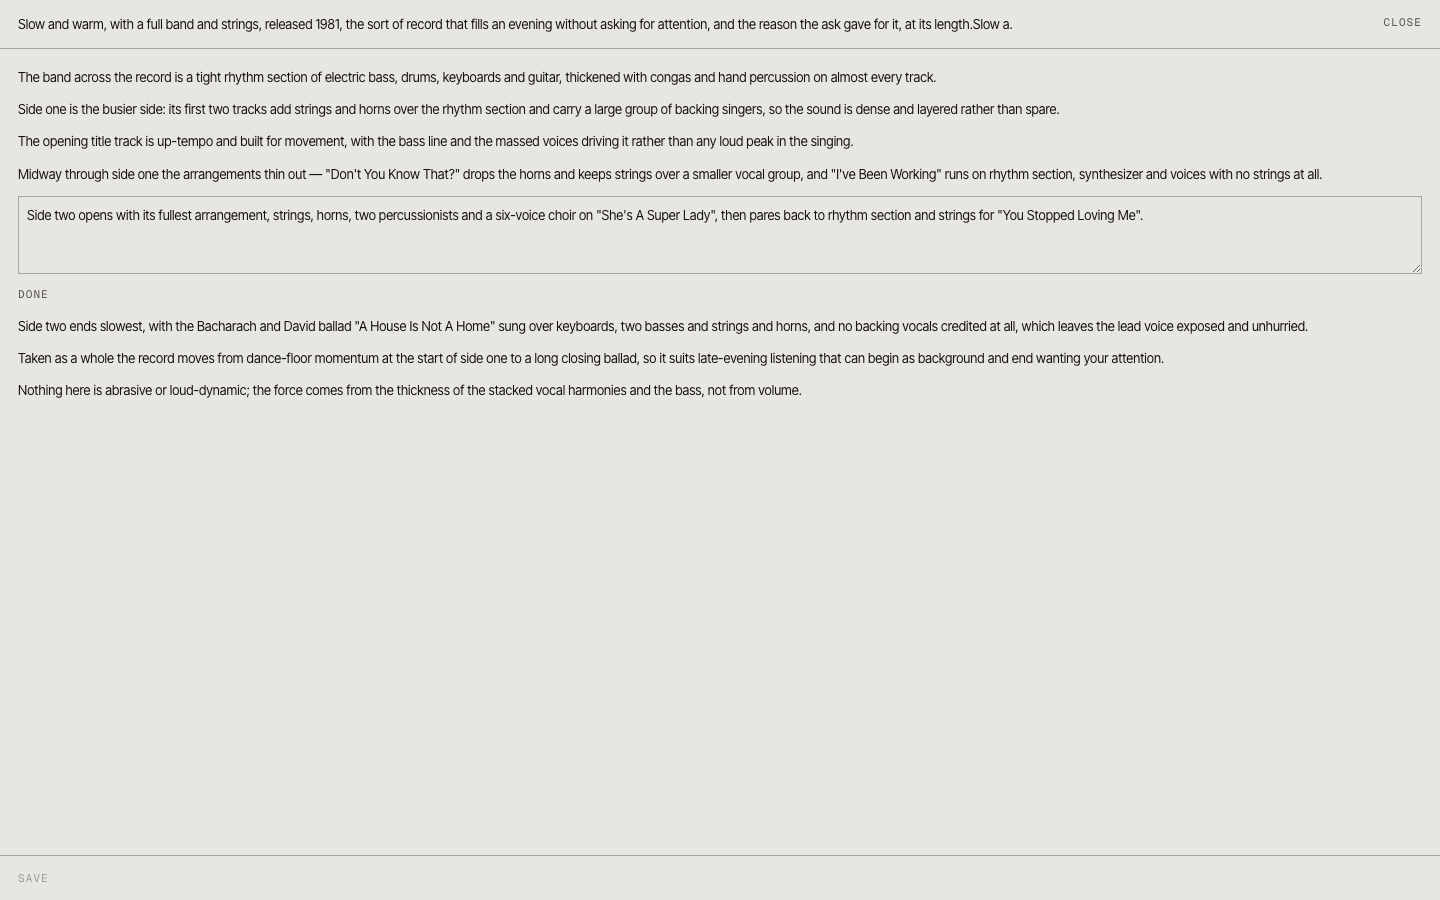 Slow and warm, with a full band and strings, released 1981, the sort of record that fills an evening without asking for attention, and the reason the ask gave for it, at its length.Slow a.
CLOSE
The band across the record is a tight rhythm section of electric bass, drums, keyboards and guitar, thickened with congas and hand percussion on almost every track.
Side one is the busier side: its first two tracks add strings and horns over the rhythm section and carry a large group of backing singers, so the sound is dense and layered rather than spare.
The opening title track is up-tempo and built for movement, with the bass line and the massed voices driving it rather than any loud peak in the singing.
Midway through side one the arrangements thin out — "Don't You Know That?" drops the horns and keeps strings over a smaller vocal group, and "I've Been Working" runs on rhythm section, synthesizer and voices with no strings at all.
Side two opens with its fullest arrangement, strings, horns, two percussionists and a six-voice choir on "She's A Super Lady", then pares back to rhythm section and strings for "You Stopped Loving Me".
DONE
Side two ends slowest, with the Bacharach and David ballad "A House Is Not A Home" sung over keyboards, two basses and strings and horns, and no backing vocals credited at all, which leaves the lead voice exposed and unhurried.
Taken as a whole the record moves from dance-floor momentum at the start of side one to a long closing ballad, so it suits late-evening listening that can begin as background and end wanting your attention.
Nothing here is abrasive or loud-dynamic; the force comes from the thickness of the stacked vocal harmonies and the bass, not from volume.
SAVE